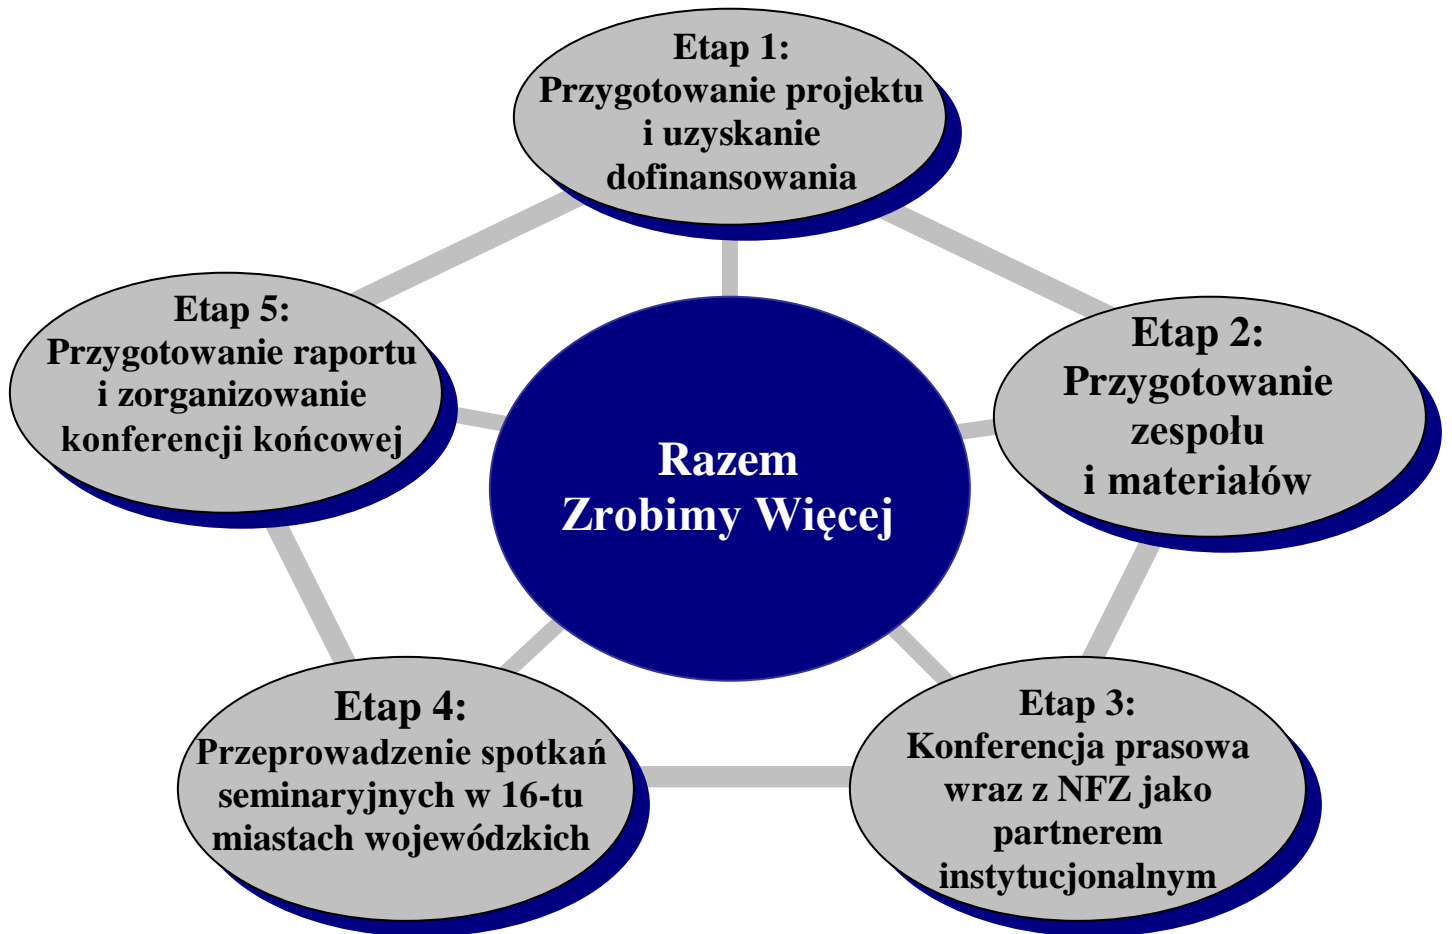 Etap 1:
Przygotowanie projektu
i uzyskanie
dofinansowania
Etap 2:
Przygotowanie
zespołu
i materiałów
Etap 3:
Konferencja prasowa
wraz z NFZ jako
partnerem
instytucjonalnym
Etap 4:
Przeprowadzenie spotkań
seminaryjnych w 16-tu
miastach wojewódzkich
Etap 5:
Przygotowanie raportu
i zorganizowanie
konferencji końcowej
Razem
Zrobimy Więcej